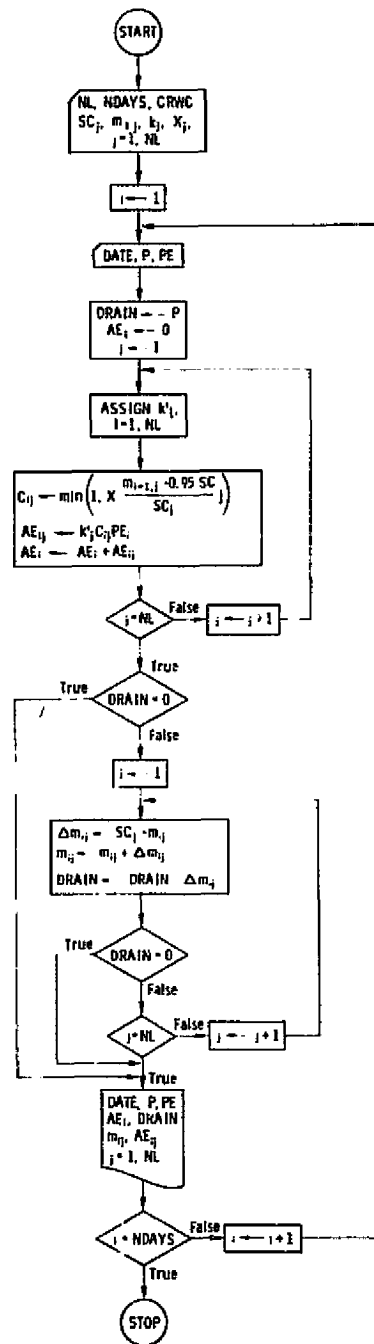 START
NL, NDAYS, CRWC
SCj, m1,j, kj, Xj,
j=1, NL
i ← 1
DATE, P, PE
DRAIN ← P
AEi ← 0
j ← 1
ASSIGN k'j,
i=1, NL
Cij ← min(1, X (mi-1,j - 0.95 SC / SCj) j)
AEij ← k'j Cij PEi
AEi ← AEi + AEij
j = NL
False
j ← j + 1
True
True
DRAIN = 0
False
i ← 1
Δmij = SCj - mij
mij ← mij + Δmij
DRAIN = DRAIN Δmij
True
DRAIN = 0
False
j = NL
False
j ← j+1
True
DATE, P, PE
AEi, DRAIN
mij, AEij
j = 1, NL
i = NDAYS
False
i ← i + 1
True
STOP